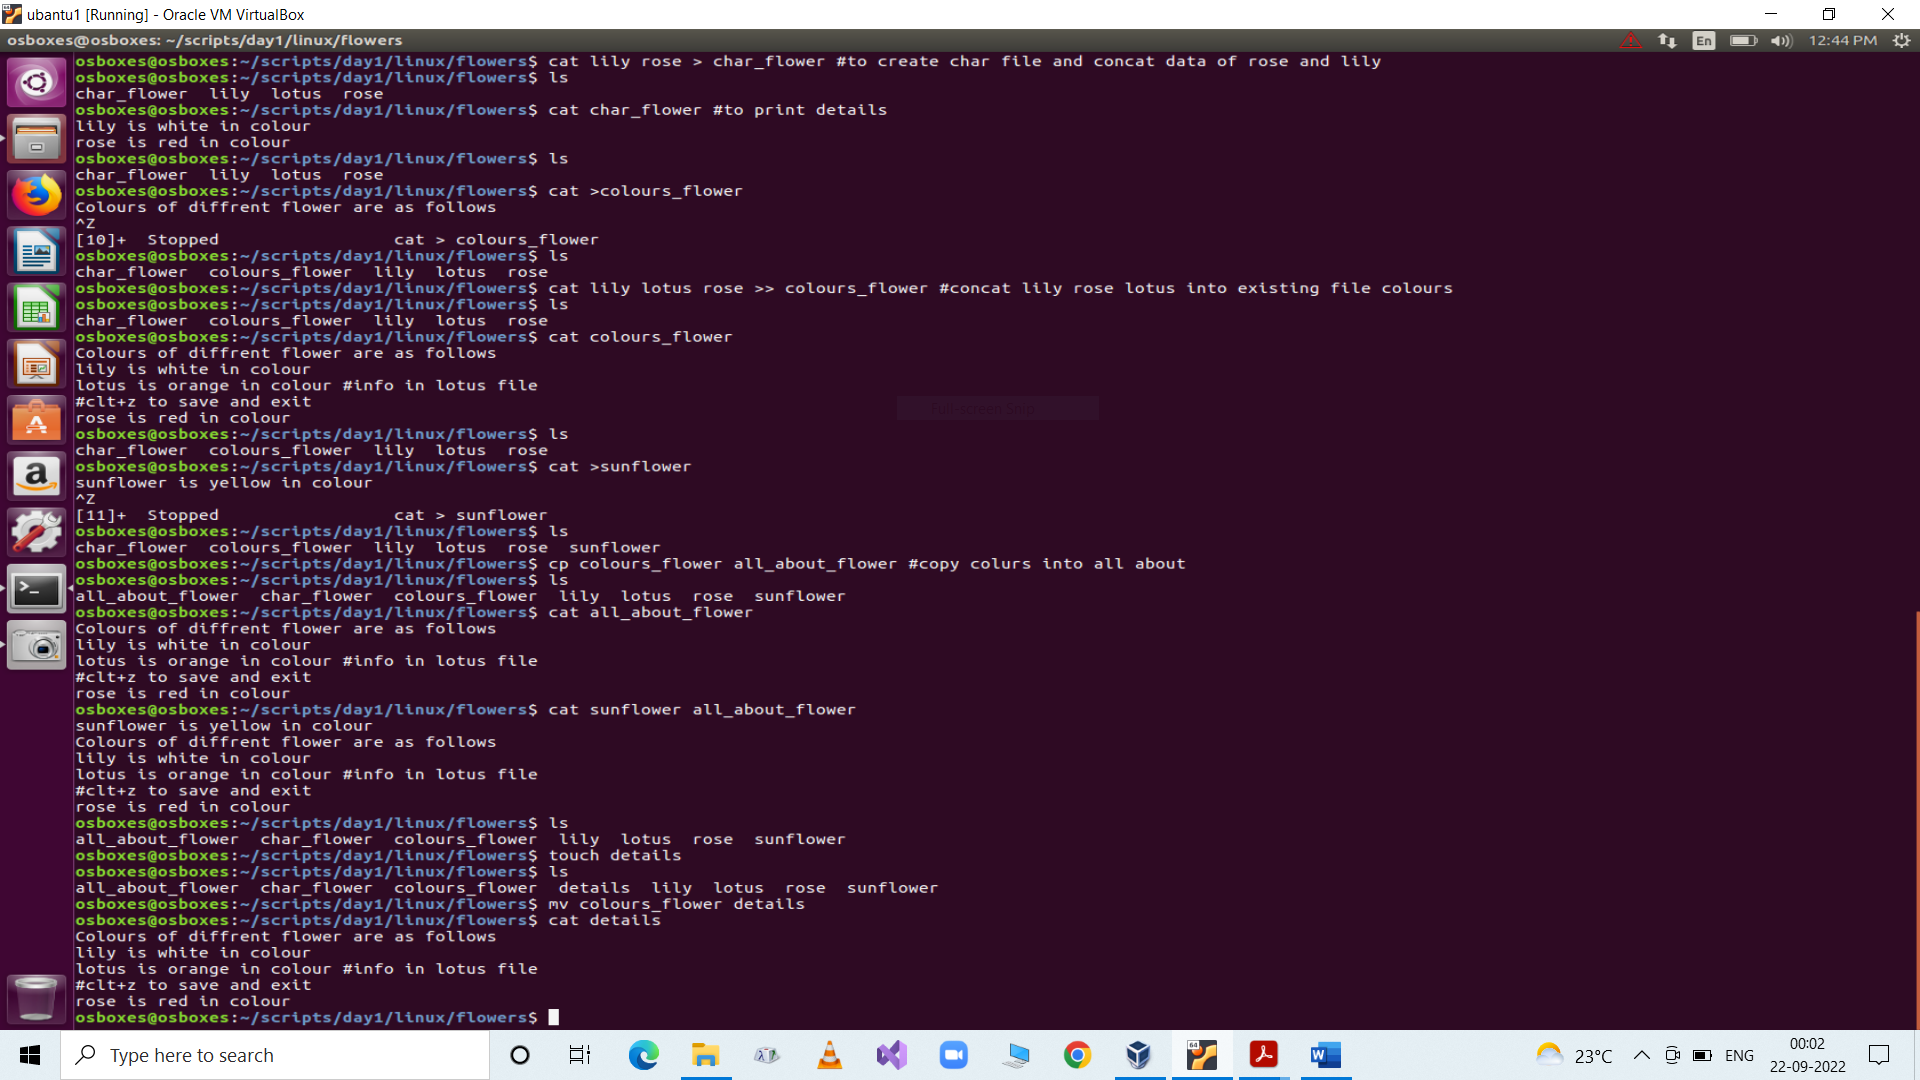 ubantu1 [Running] - Oracle VM VirtualBox
osboxes@osboxes: ~/scripts/day1/linux/flowers
En
12:44 PM
osboxes@osboxes:~/scripts/day1/linux/flowers$ cat lily rose > char_flower #to create char file and concat data of rose and lily
osboxes@osboxes:~/scripts/day1/linux/flowers$ ls
char_flower  lily  lotus  rose
osboxes@osboxes:~/scripts/day1/linux/flowers$ cat char_flower #to print details
lily is white in colour
rose is red in colour
osboxes@osboxes:~/scripts/day1/linux/flowers$ ls
char_flower  lily  lotus  rose
osboxes@osboxes:~/scripts/day1/linux/flowers$ cat >colours_flower
Colours of diffrent flower are as follows
^Z
[10]+  Stopped                 cat > colours_flower
osboxes@osboxes:~/scripts/day1/linux/flowers$ ls
char_flower  colours_flower  lily  lotus  rose
osboxes@osboxes:~/scripts/day1/linux/flowers$ cat lily lotus rose >> colours_flower #concat lily rose lotus into existing file colours
osboxes@osboxes:~/scripts/day1/linux/flowers$ ls
char_flower  colours_flower  lily  lotus  rose
osboxes@osboxes:~/scripts/day1/linux/flowers$ cat colours_flower
Colours of diffrent flower are as follows
lily is white in colour
lotus is orange in colour #info in lotus file
#clt+z to save and exit
rose is red in colour
osboxes@osboxes:~/scripts/day1/linux/flowers$ ls
char_flower  colours_flower  lily  lotus  rose
osboxes@osboxes:~/scripts/day1/linux/flowers$ cat >sunflower
sunflower is yellow in colour
^Z
[11]+  Stopped                 cat > sunflower
osboxes@osboxes:~/scripts/day1/linux/flowers$ ls
char_flower  colours_flower  lily  lotus  rose  sunflower
osboxes@osboxes:~/scripts/day1/linux/flowers$ cp colours_flower all_about_flower #copy colurs into all about
osboxes@osboxes:~/scripts/day1/linux/flowers$ ls
all_about_flower  char_flower  colours_flower  lily  lotus  rose  sunflower
osboxes@osboxes:~/scripts/day1/linux/flowers$ cat all_about_flower
Colours of diffrent flower are as follows
lily is white in colour
lotus is orange in colour #info in lotus file
#clt+z to save and exit
rose is red in colour
osboxes@osboxes:~/scripts/day1/linux/flowers$ cat sunflower all_about_flower
sunflower is yellow in colour
Colours of diffrent flower are as follows
lily is white in colour
lotus is orange in colour #info in lotus file
#clt+z to save and exit
rose is red in colour
osboxes@osboxes:~/scripts/day1/linux/flowers$ ls
all_about_flower  char_flower  colours_flower  lily  lotus  rose  sunflower
osboxes@osboxes:~/scripts/day1/linux/flowers$ touch details
osboxes@osboxes:~/scripts/day1/linux/flowers$ ls
all_about_flower  char_flower  colours_flower  details  lily  lotus  rose  sunflower
osboxes@osboxes:~/scripts/day1/linux/flowers$ mv colours_flower details
osboxes@osboxes:~/scripts/day1/linux/flowers$ cat details
Colours of diffrent flower are as follows
lily is white in colour
lotus is orange in colour #info in lotus file
#clt+z to save and exit
rose is red in colour
osboxes@osboxes:~/scripts/day1/linux/flowers$
Type here to search
23°C
ENG
00:02
22-09-2022